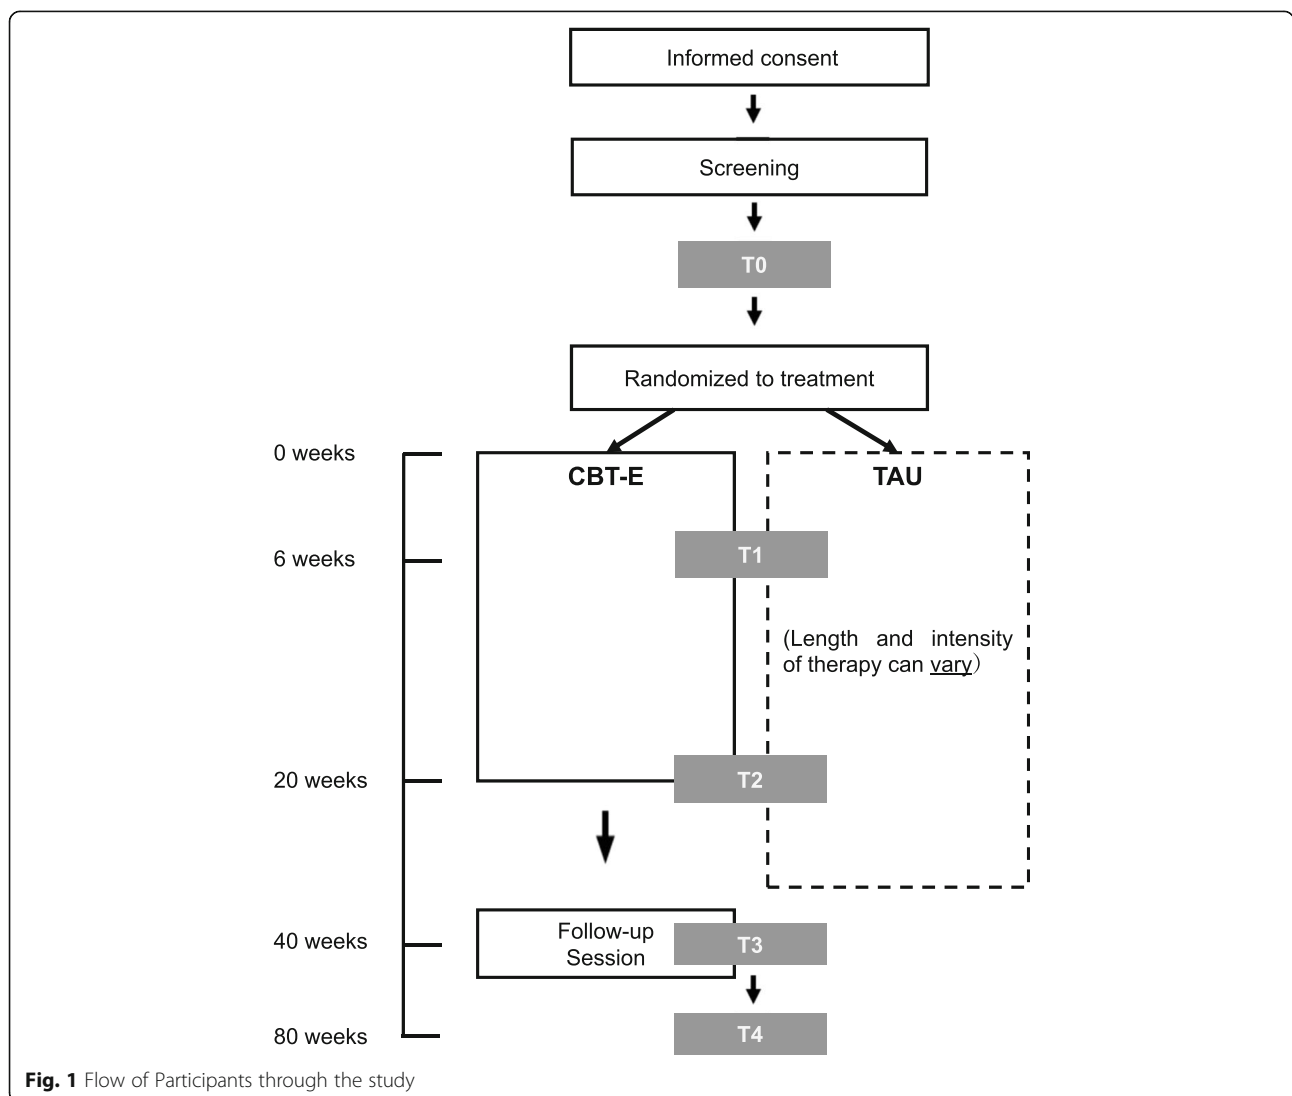 Informed consent
Screening
T0
Randomized to treatment
0 weeks
CBT-E
TAU
6 weeks
T1
(Length and intensity
of therapy can vary)
20 weeks
T2
Follow-up
Session
40 weeks
T3
80 weeks
T4
Fig. 1 Flow of Participants through the study